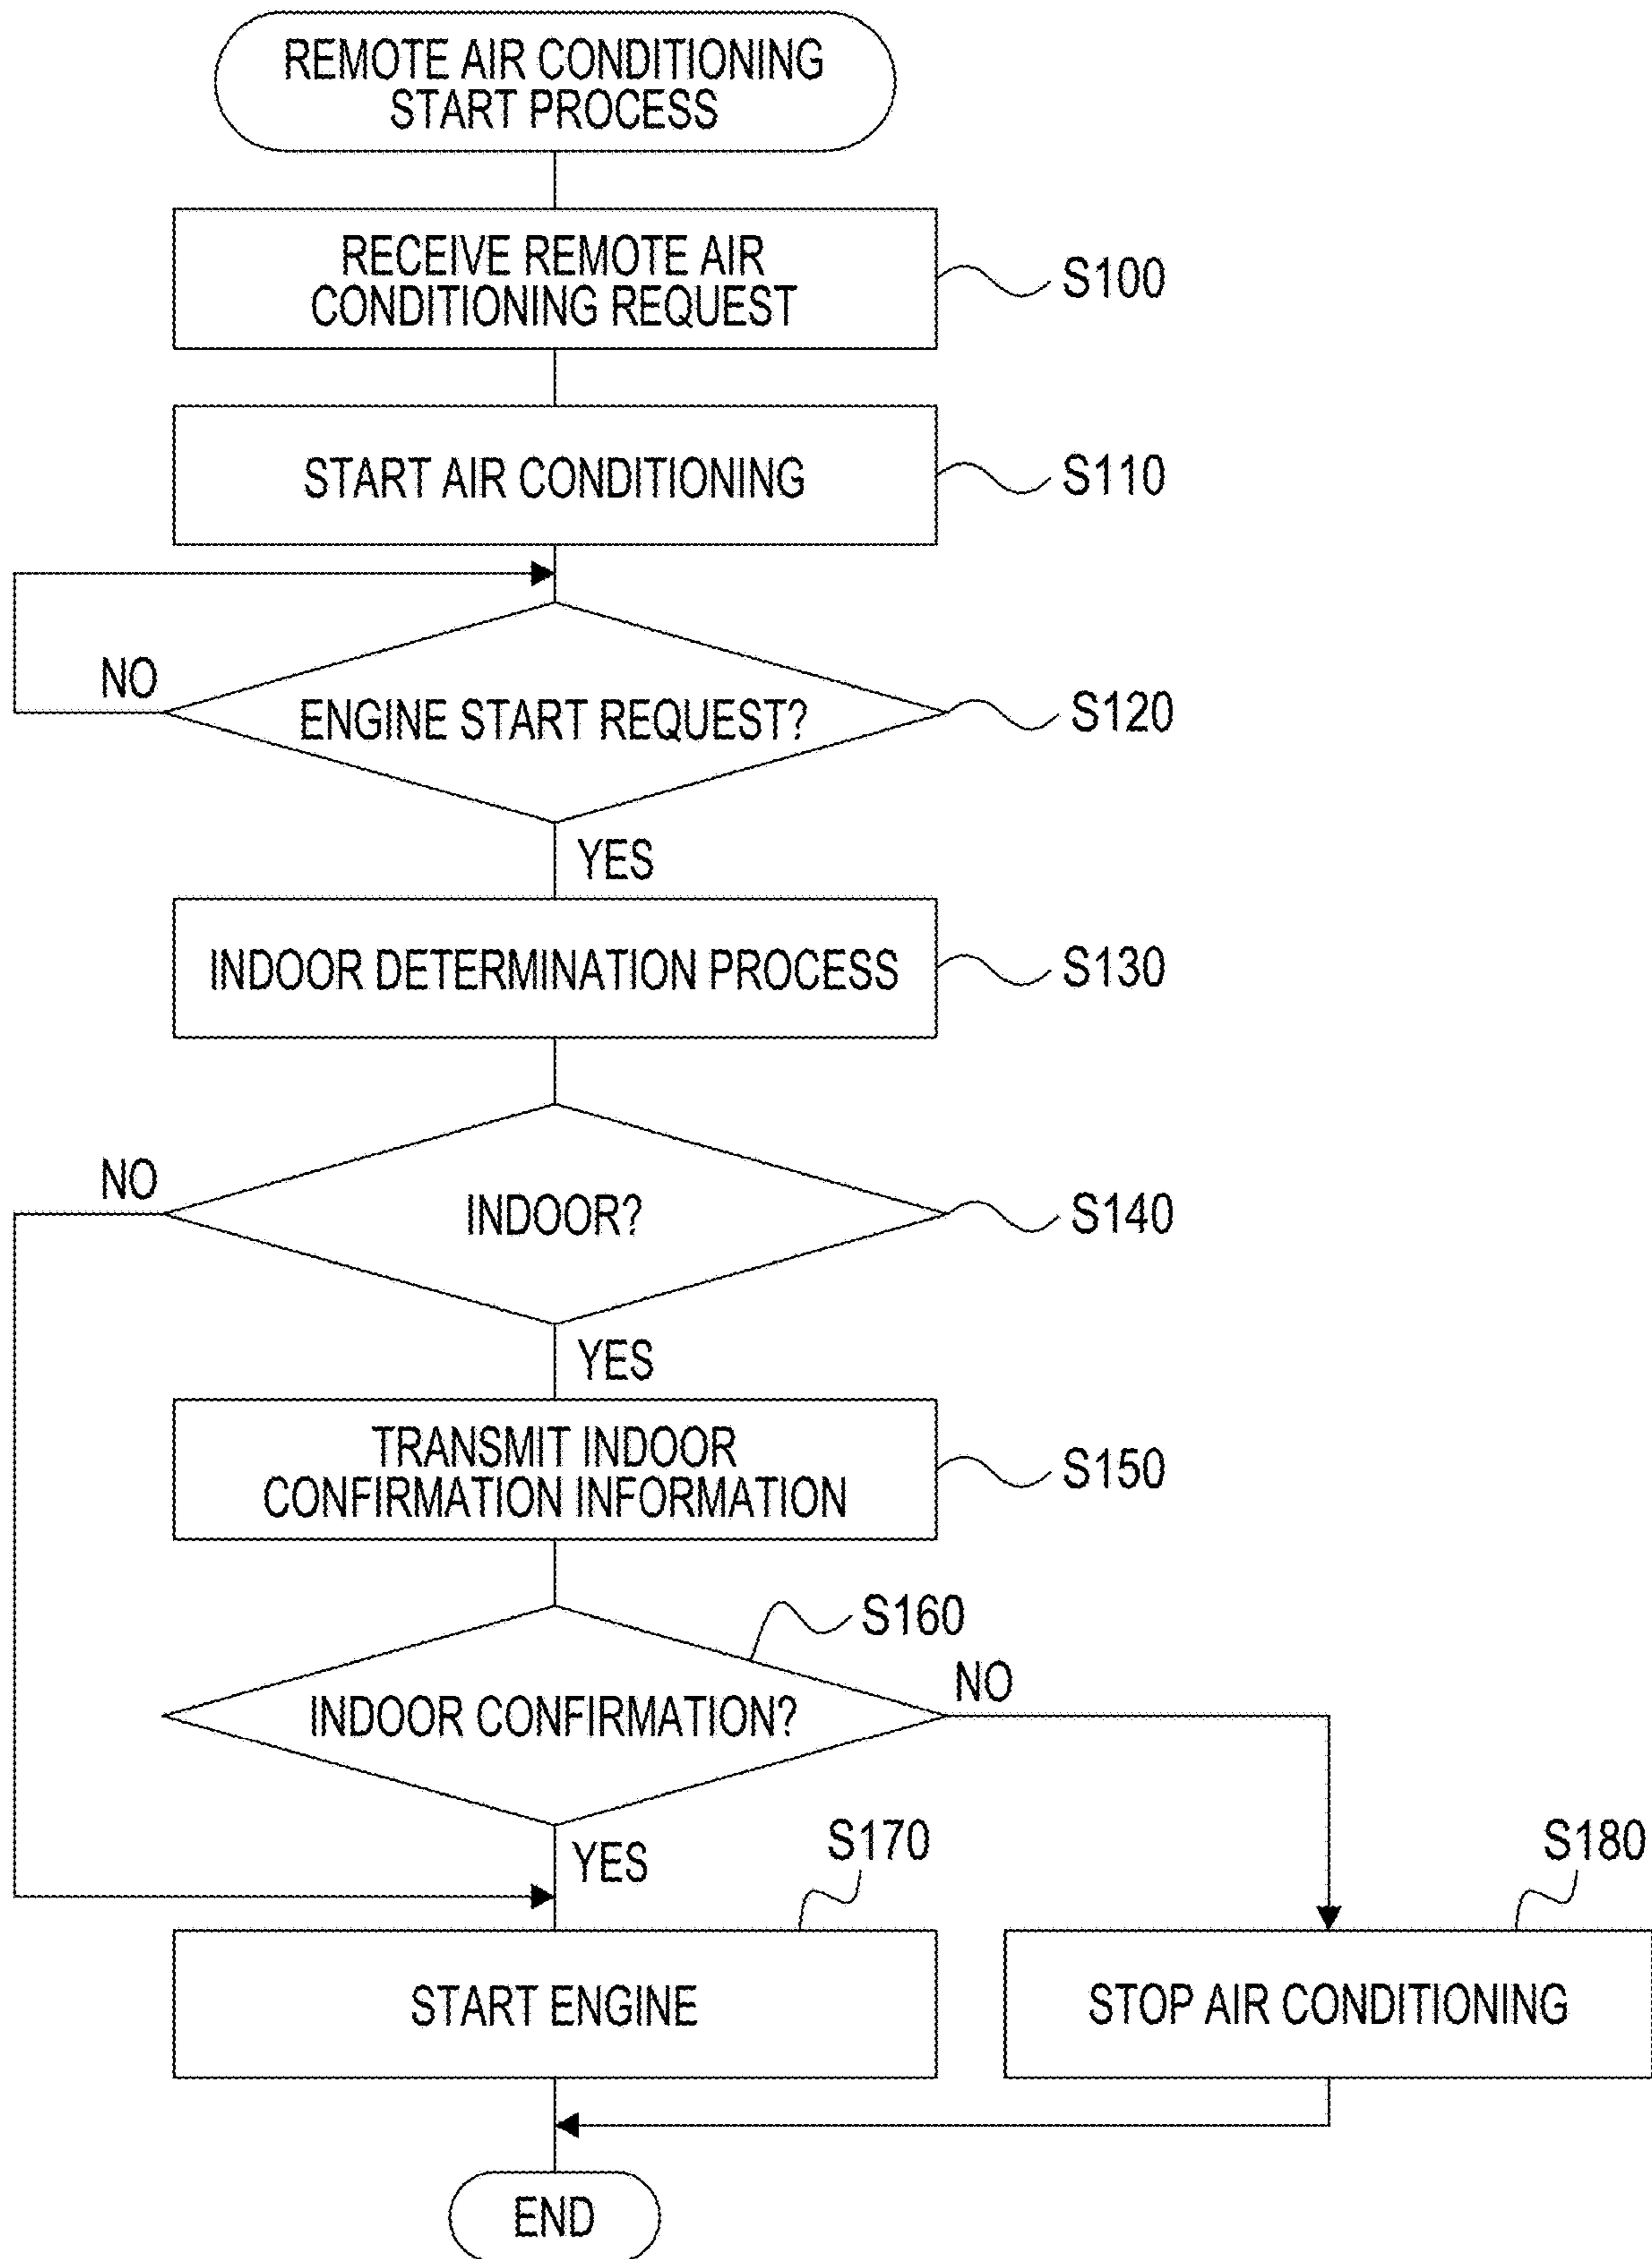 REMOTE AIR CONDITIONING
START PROCESS
RECEIVE REMOTE AIR
CONDITIONING REQUEST
S100
START AIR CONDITIONING
S110
NO
ENGINE START REQUEST?
S120
YES
INDOOR DETERMINATION PROCESS
S130
NO
INDOOR?
S140
YES
TRANSMIT INDOOR
CONFIRMATION INFORMATION
S150
S160
INDOOR CONFIRMATION?
NO
YES
S170
S180
START ENGINE
STOP AIR CONDITIONING
END